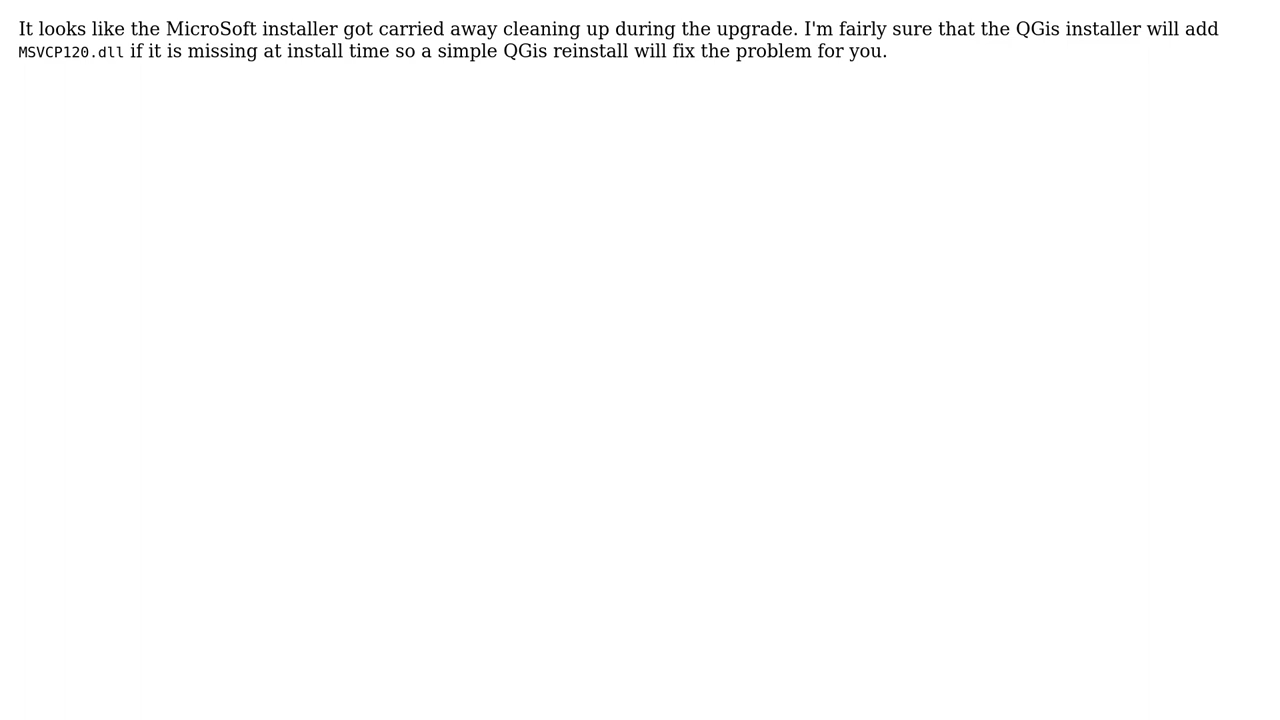 It looks like the MicroSoft installer got carried away cleaning up during the upgrade. I'm fairly sure that the QGis installer will add
MSVCP120.dll if it is missing at install time so a simple QGis reinstall will fix the problem for you.